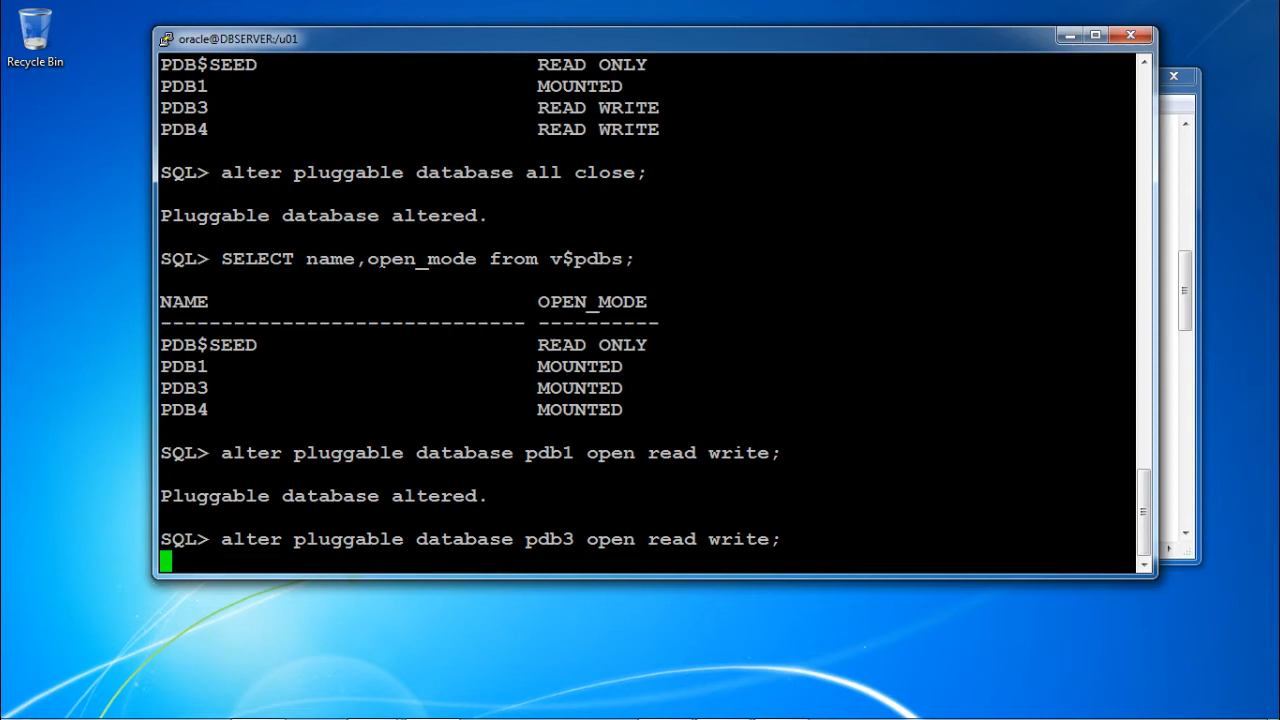 Recycle Bin
oracle@DBSERVER:/u01
PDB$SEED READ ONLY
PDB1 MOUNTED
PDB3 READ WRITE
PDB4 READ WRITE
SQL> alter pluggable database all close;
Pluggable database altered.
SQL> SELECT name,open_mode from v$pdbs;
NAME OPEN_MODE
------------------------------ ----------
PDB$SEED READ ONLY
PDB1 MOUNTED
PDB3 MOUNTED
PDB4 MOUNTED
SQL> alter pluggable database pdb1 open read write;
Pluggable database altered.
SQL> alter pluggable database pdb3 open read write;